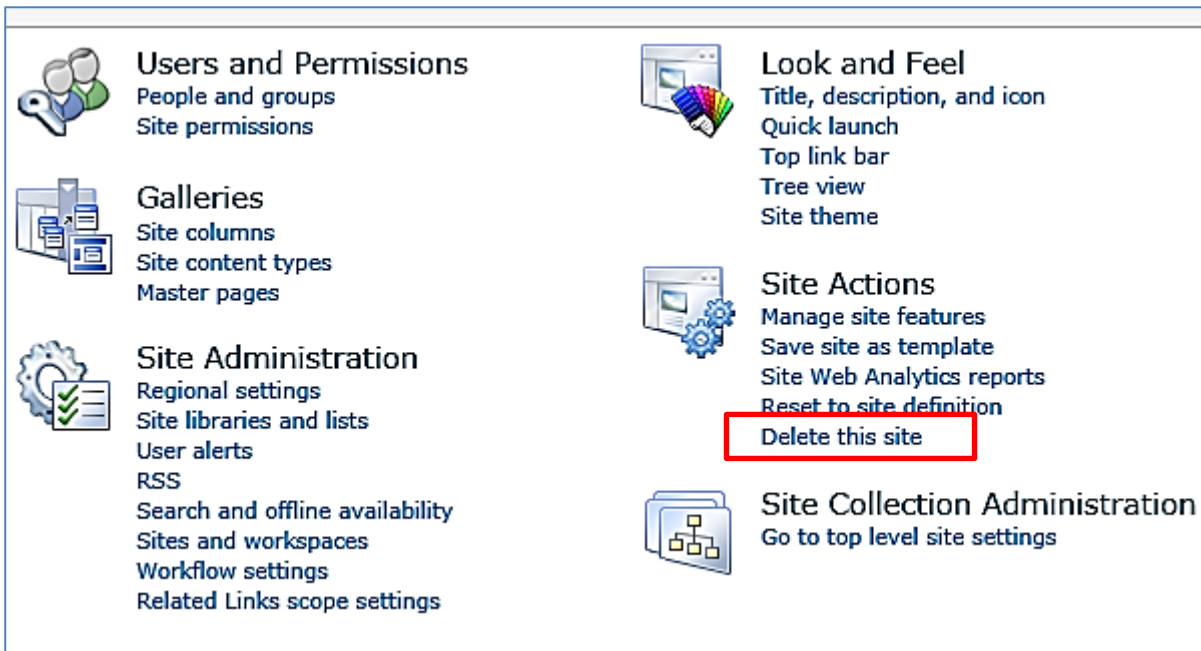 Users and Permissions
People and groups
Site permissions
Galleries
Site columns
Site content types
Master pages
Site Administration
Regional settings
Site libraries and lists
User alerts
RSS
Search and offline availability
Sites and workspaces
Workflow settings
Related Links scope settings
Look and Feel
Title, description, and icon
Quick launch
Top link bar
Tree view
Site theme
Site Actions
Manage site features
Save site as template
Site Web Analytics reports
Reset to site definition
Delete this site
Site Collection Administration
Go to top level site settings